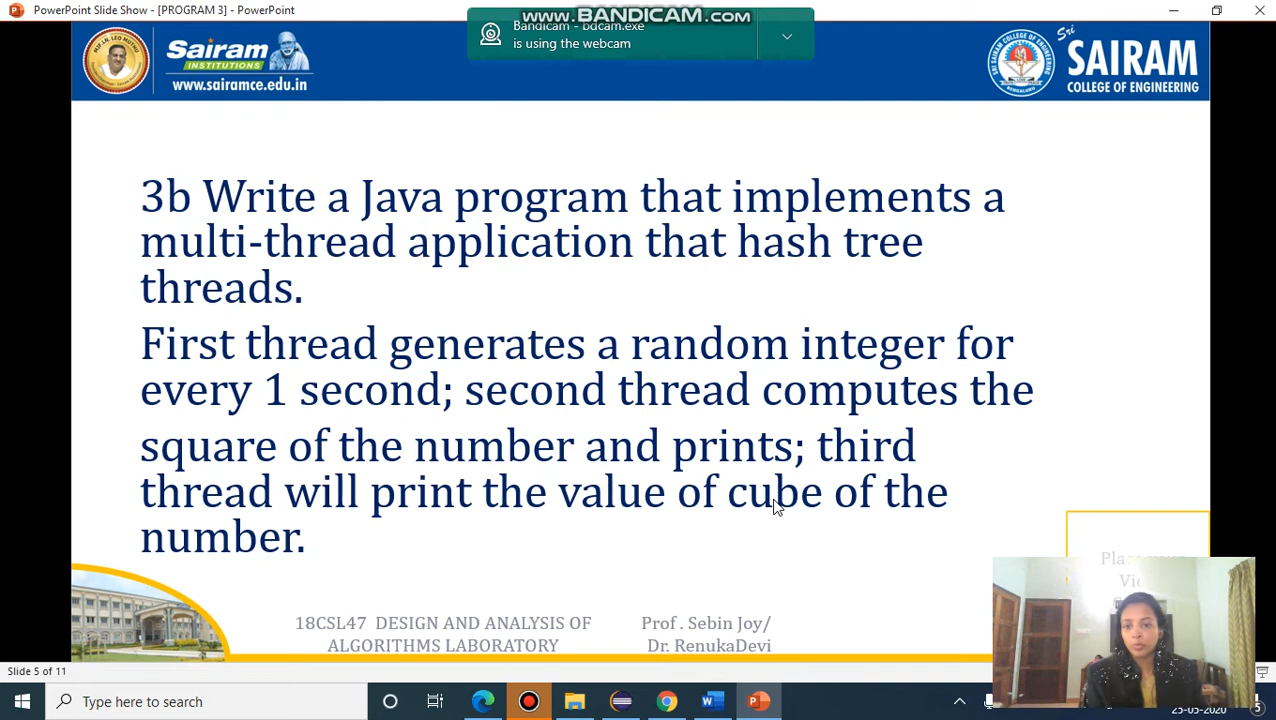 PowerPoint Slide Show - [PROGRAM 3] - PowerPoint
www.BANDICAM.com
Bandicam - bdcam.exe
is using the webcam
Sairam
INSTITUTIONS
www.sairamce.edu.in
Sri
SAIRAM
COLLEGE OF ENGINEERING
3b Write a Java program that implements a
multi-thread application that hash tree
threads.
First thread generates a random integer for
every 1 second; second thread computes the
square of the number and prints; third
thread will print the value of cube of the
number.
18CSL47 DESIGN AND ANALYSIS OF
ALGORITHMS LABORATORY
Prof . Sebin Joy/
Dr. RenukaDevi
Slide 5 of 11
Type here to search
25-05-2020
5